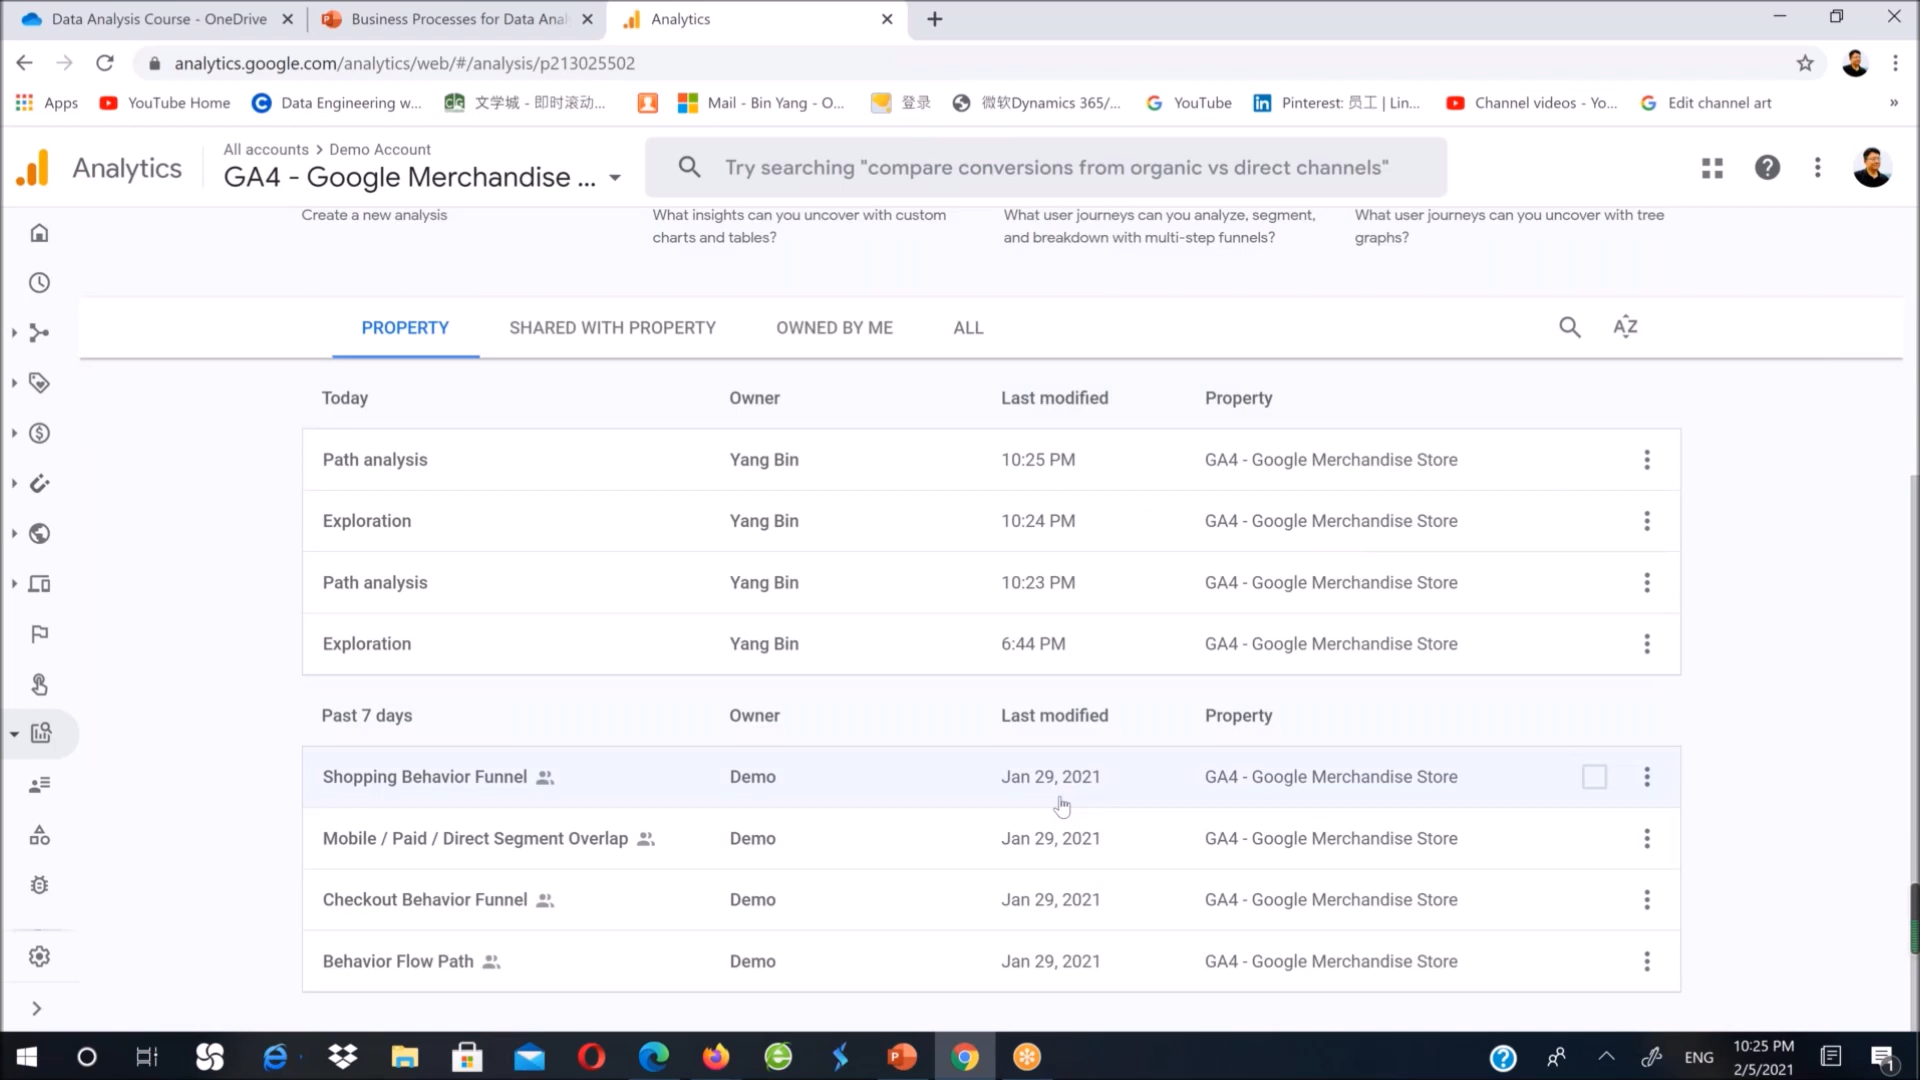 Data Analysis Course - OneDrive
Business Processes for Data Anal
Analytics
analytics.google.com/analytics/web/#/analysis/p213025502
Apps
YouTube Home
Data Engineering w...
文学城 - 即时滚动...
Mail - Bin Yang - O...
登录
微软Dynamics 365/...
YouTube
Pinterest: 员工 | Lin...
Channel videos - Yo...
Edit channel art
»
Analytics
All accounts > Demo Account
GA4 - Google Merchandise ...
Try searching "compare conversions from organic vs direct channels"
Create a new analysis
What insights can you uncover with custom
charts and tables?
What user journeys can you analyze, segment,
and breakdown with multi-step funnels?
What user journeys can you uncover with tree
graphs?
PROPERTY
SHARED WITH PROPERTY
OWNED BY ME
ALL
AZ
Today Owner Last modified Property
Path analysis Yang Bin 10:25 PM GA4 - Google Merchandise Store
Exploration Yang Bin 10:24 PM GA4 - Google Merchandise Store
Path analysis Yang Bin 10:23 PM GA4 - Google Merchandise Store
Exploration Yang Bin 6:44 PM GA4 - Google Merchandise Store
Past 7 days Owner Last modified Property
Shopping Behavior Funnel Demo Jan 29, 2021 GA4 - Google Merchandise Store
Mobile / Paid / Direct Segment Overlap Demo Jan 29, 2021 GA4 - Google Merchandise Store
Checkout Behavior Funnel Demo Jan 29, 2021 GA4 - Google Merchandise Store
Behavior Flow Path Demo Jan 29, 2021 GA4 - Google Merchandise Store
ENG
10:25 PM
2/5/2021
1